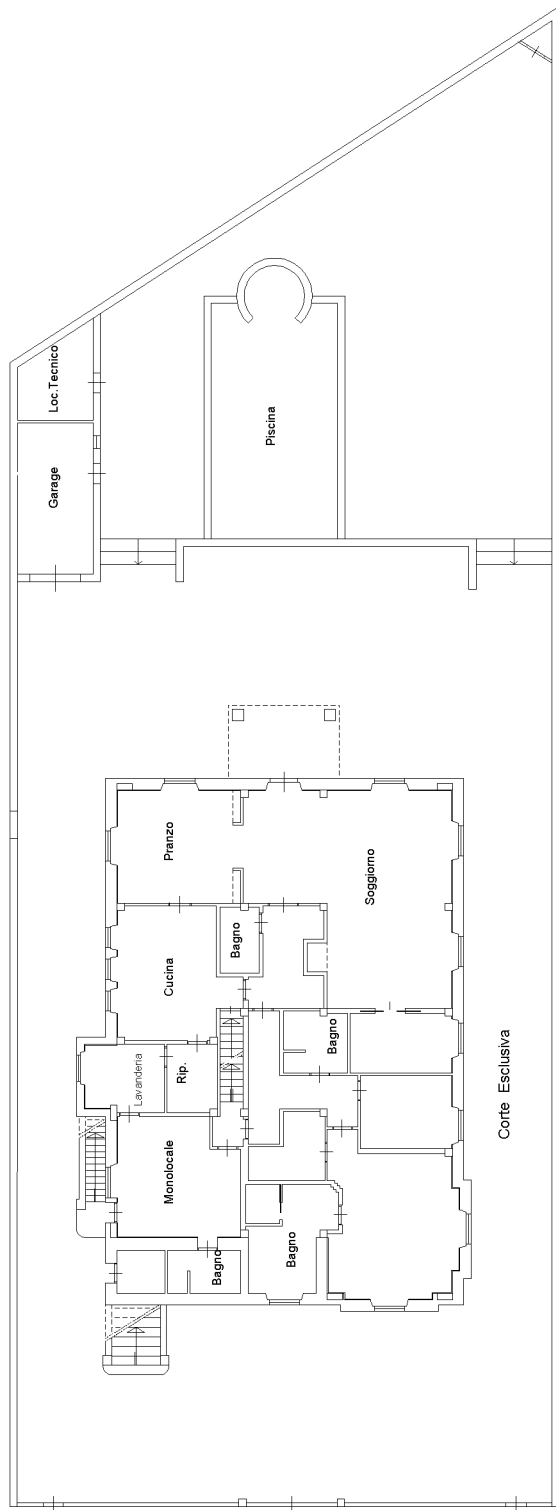 Loc.Tecnico
Garage
Piscina
Pranzo
Soggiorno
Cucina
Bagno
Lavanderia
Rip.
Bagno
Monolocale
Corte Esclusiva
Bagno
Bagno